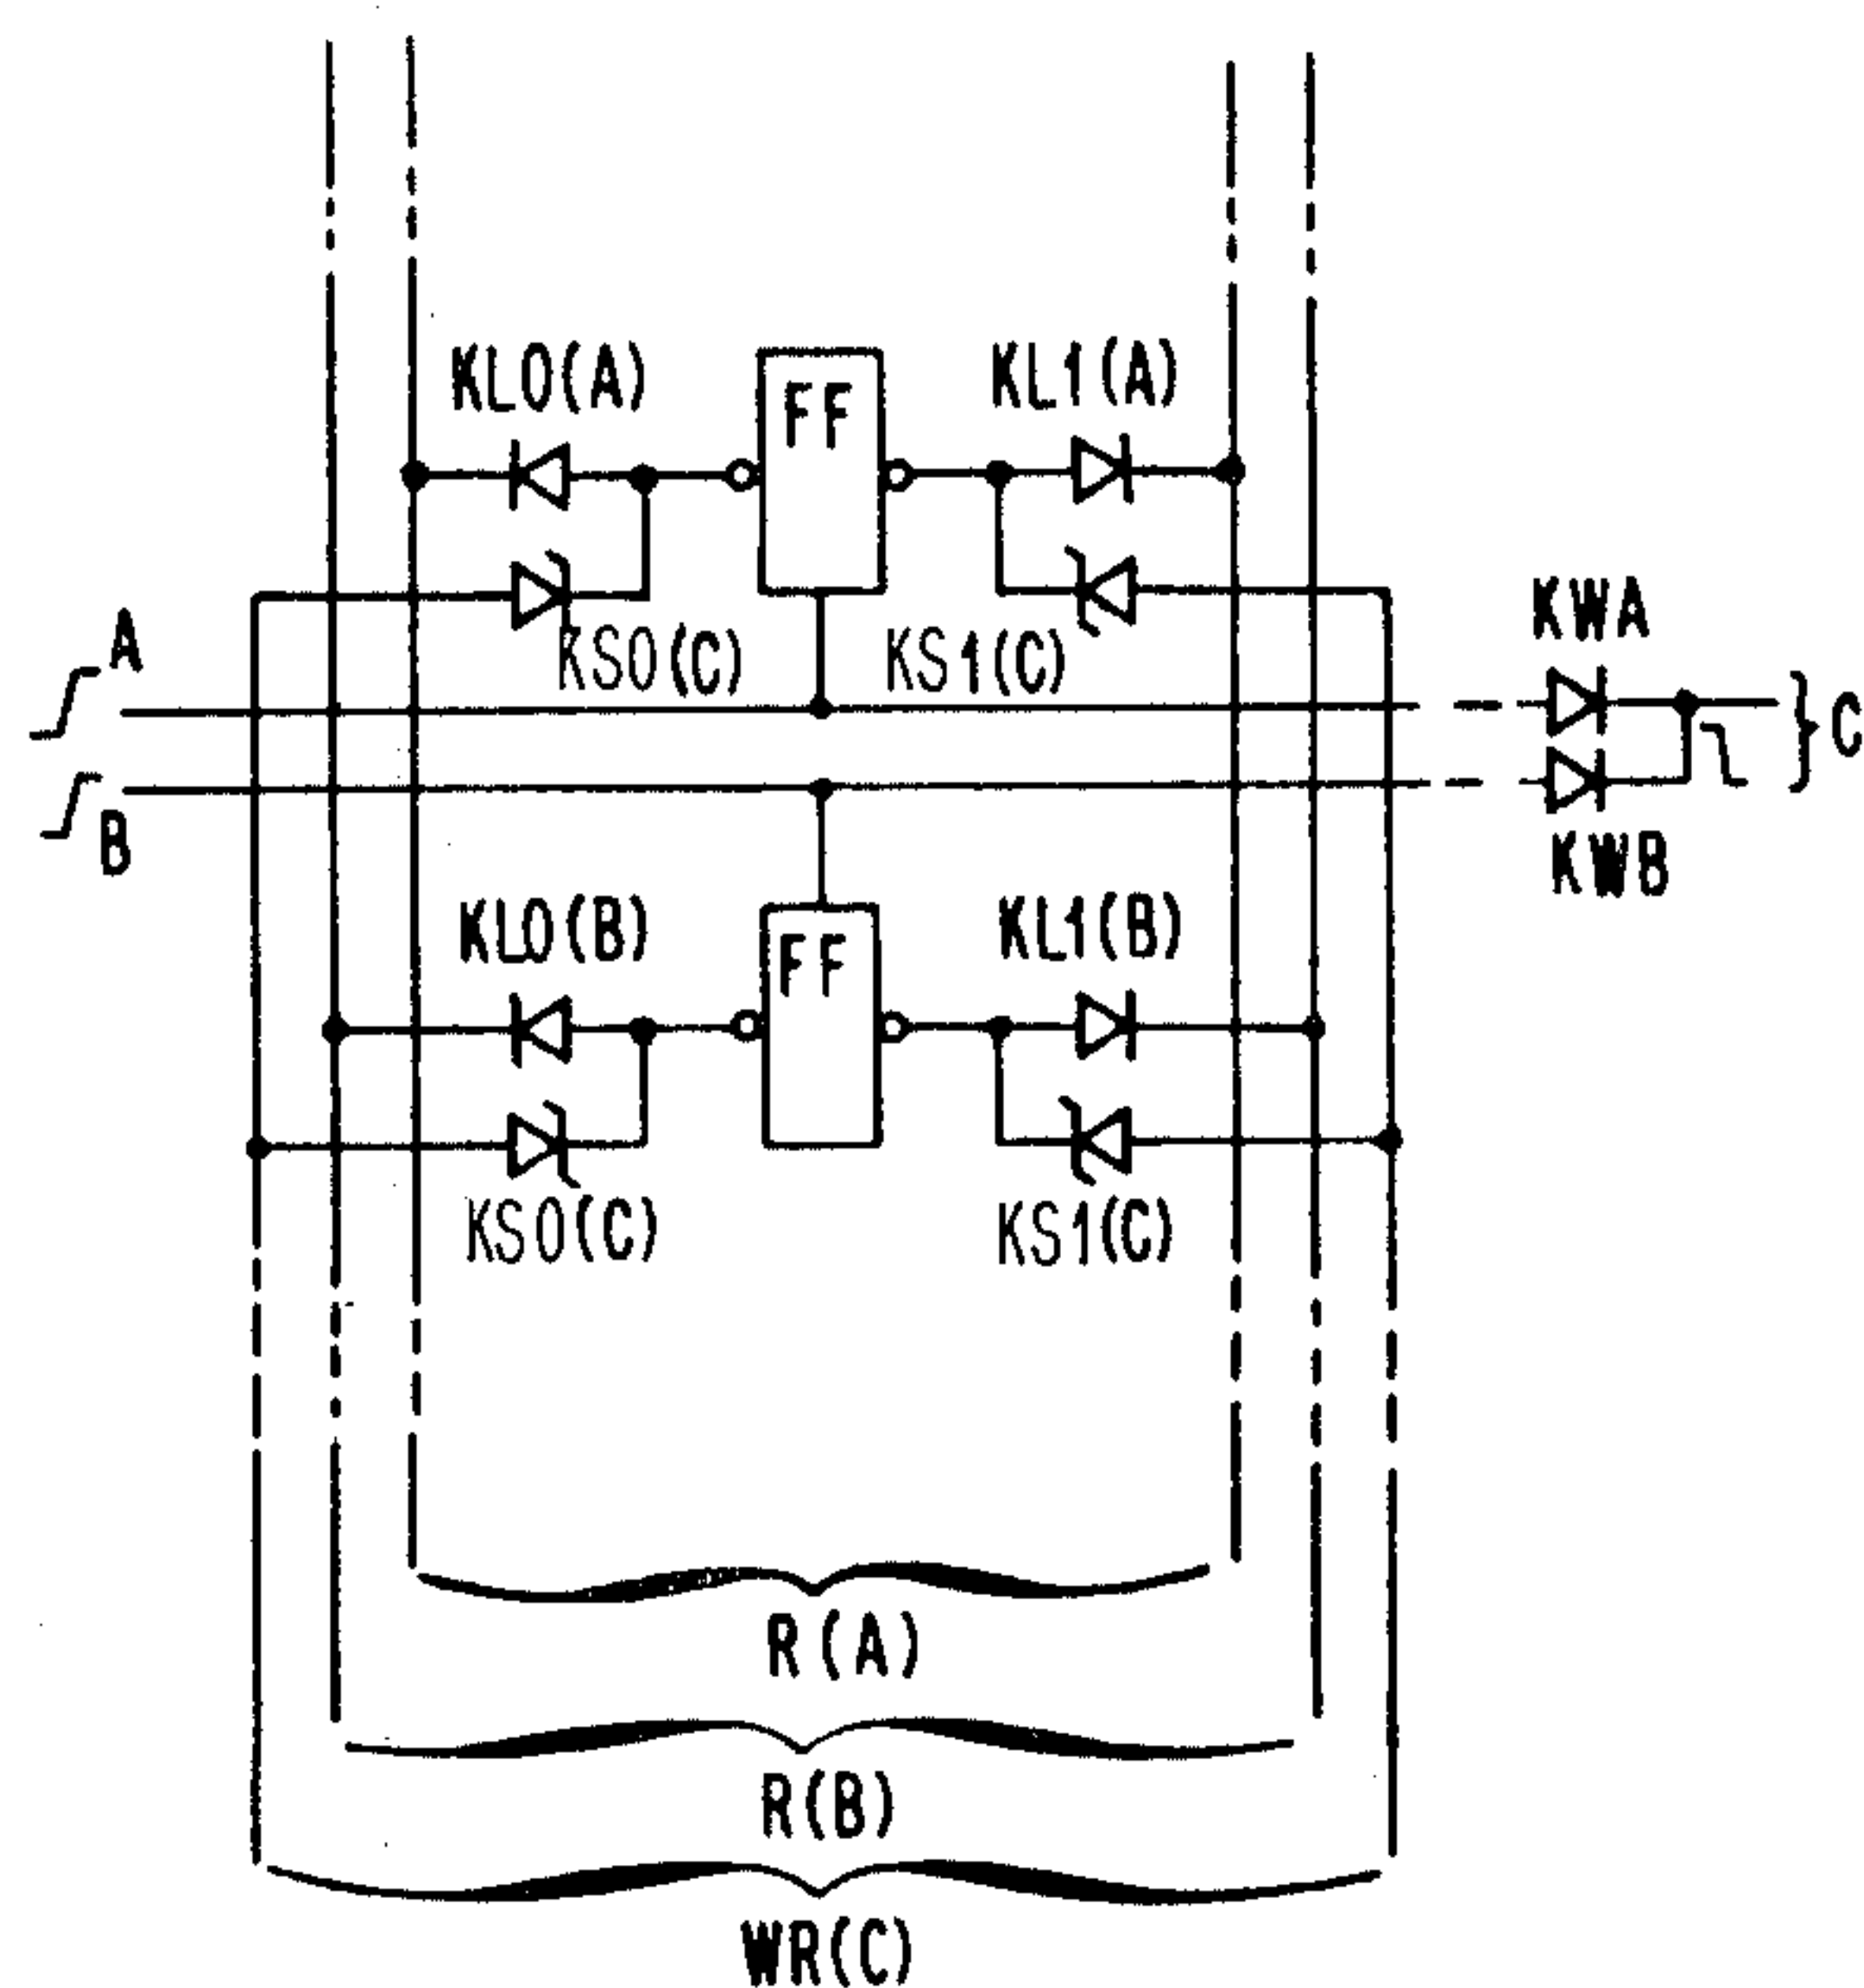 KL0(A)
FF
KL1(A)
KS0(C)
KS1(C)
A
KWA
C
B
KWB
KL0(B)
FF
KL1(B)
KS0(C)
KS1(C)
R(A)
R(B)
WR(C)